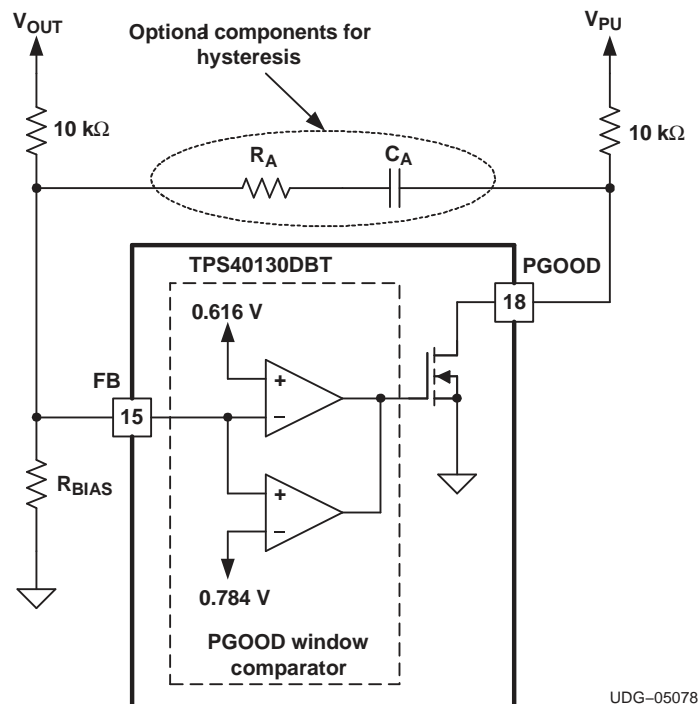 VOUT
Optional components for
hysteresis
VPU
10 kΩ
RA
CA
10 kΩ
TPS40130DBT
PGOOD
18
0.616 V
+
−
FB
15
RBIAS
+
−
0.784 V
PGOOD window
comparator
UDG−05078